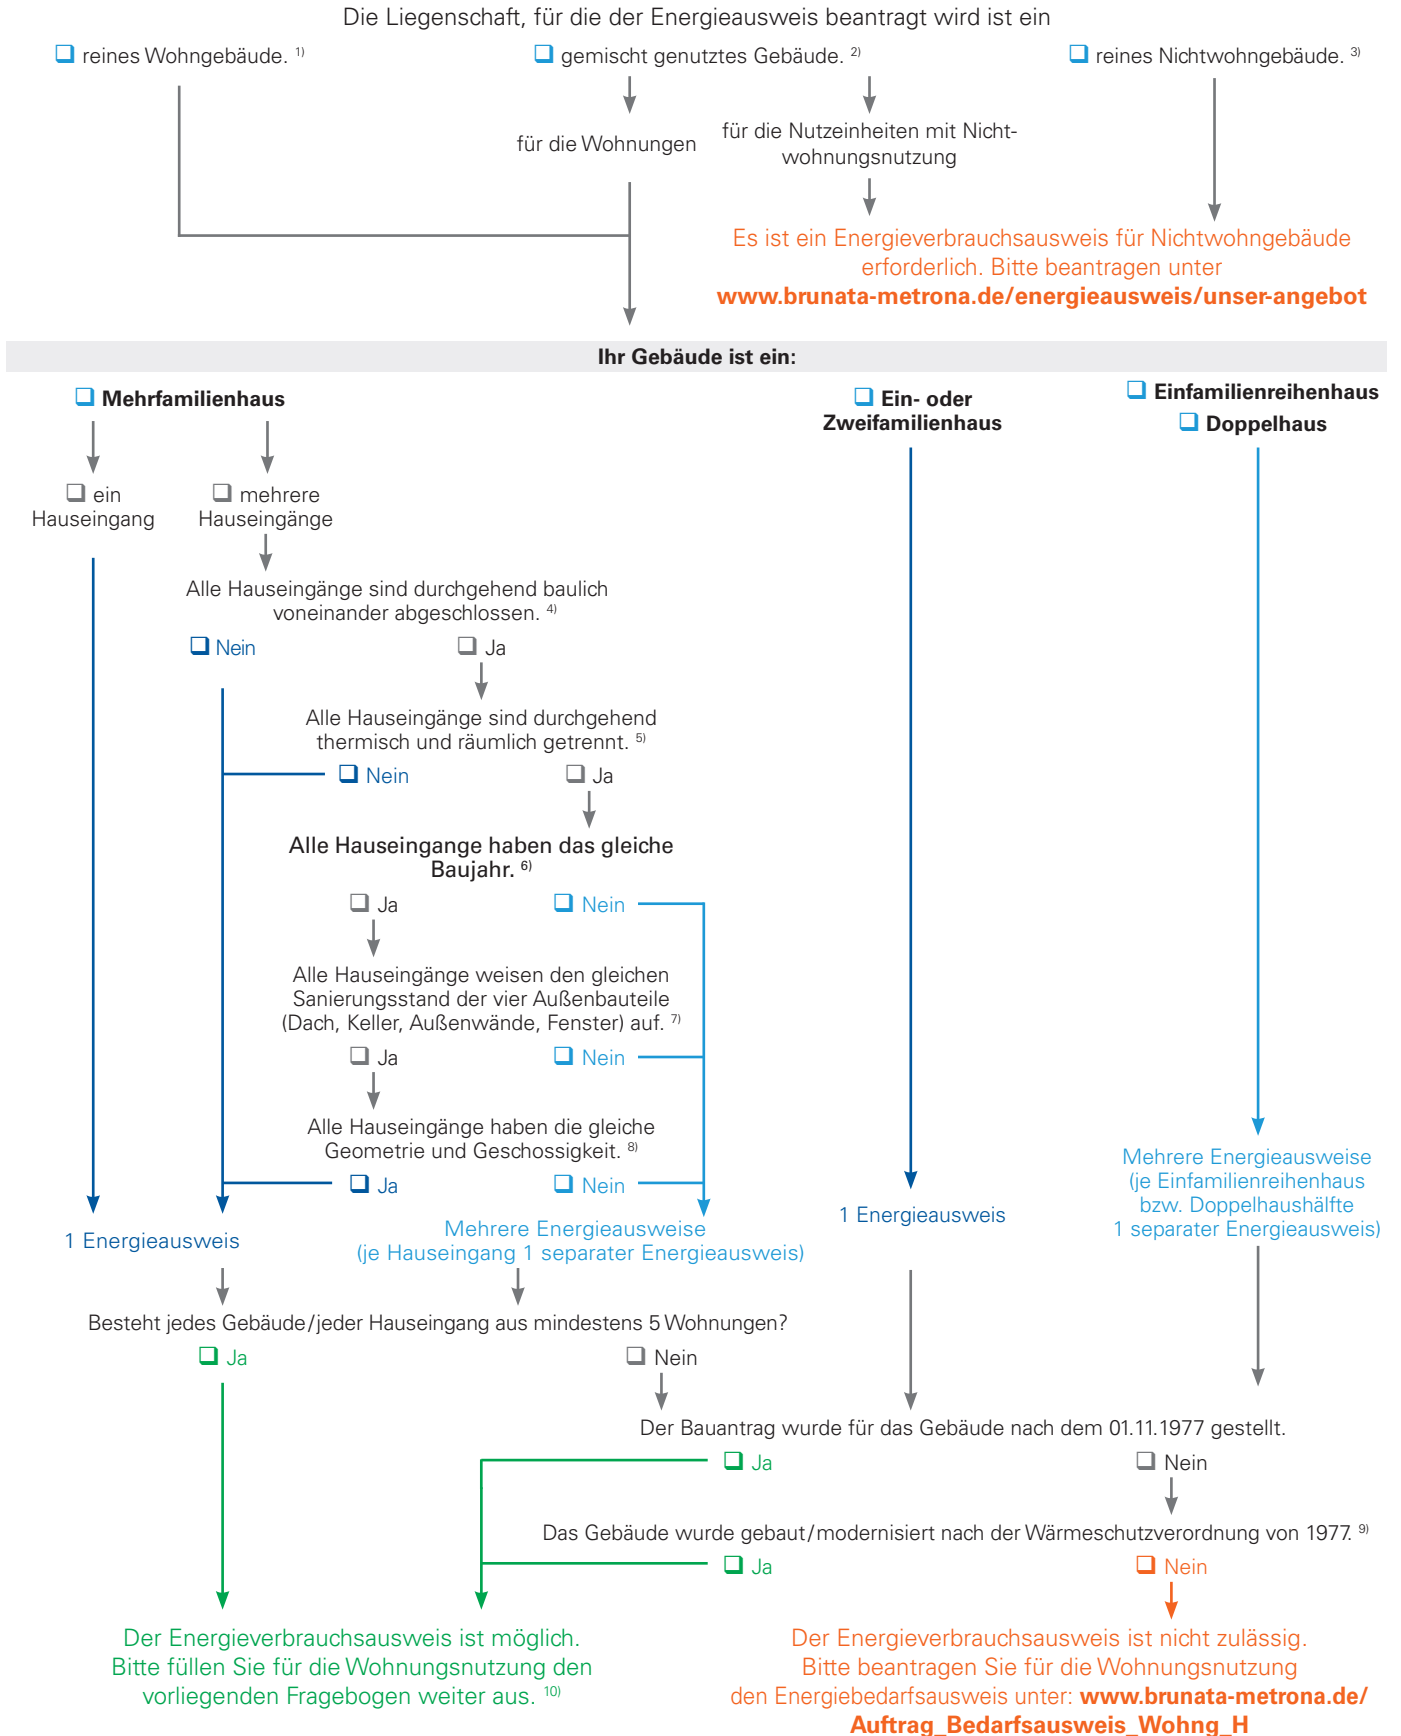 Die Liegenschaft, für die der Energieausweis beantragt wird ist ein
❑ reines Wohngebäude. 1)
❑ gemischt genutztes Gebäude. 2)
❑ reines Nichtwohngebäude. 3)
für die Wohnungen
für die Nutzeinheiten mit Nicht-
wohnungsnutzung
Es ist ein Energieverbrauchsausweis für Nichtwohngebäude
erforderlich. Bitte beantragen unter
www.brunata-metrona.de/energieausweis/unser-angebot
Ihr Gebäude ist ein:
❑ Mehrfamilienhaus
❑ Ein- oder
Zweifamilienhaus
❑ Einfamilienreihenhaus
❑ Doppelhaus
❑ ein
Hauseingang
❑ mehrere
Hauseingänge
Alle Hauseingänge sind durchgehend baulich
voneinander abgeschlossen. 4)
❑ Nein
❑ Ja
Alle Hauseingänge sind durchgehend
thermisch und räumlich getrennt. 5)
❑ Nein
❑ Ja
Alle Hauseingange haben das gleiche
Baujahr. 6)
❑ Ja
❑ Nein
Alle Hauseingänge weisen den gleichen
Sanierungsstand der vier Außenbauteile
(Dach, Keller, Außenwände, Fenster) auf. 7)
❑ Ja
❑ Nein
Alle Hauseingänge haben die gleiche
Geometrie und Geschossigkeit. 8)
❑ Ja
❑ Nein
1 Energieausweis
Mehrere Energieausweise
(je Hauseingang 1 separater Energieausweis)
1 Energieausweis
Mehrere Energieausweise
(je Einfamilienreihenhaus
bzw. Doppelhaushälfte
1 separater Energieausweis)
Besteht jedes Gebäude/jeder Hauseingang aus mindestens 5 Wohnungen?
❑ Ja
❑ Nein
Der Bauantrag wurde für das Gebäude nach dem 01.11.1977 gestellt.
❑ Ja
❑ Nein
Das Gebäude wurde gebaut/modernisiert nach der Wärmeschutzverordnung von 1977. 9)
❑ Ja
❑ Nein
Der Energieverbrauchsausweis ist möglich.
Bitte füllen Sie für die Wohnungsnutzung den
vorliegenden Fragebogen weiter aus. 10)
Der Energieverbrauchsausweis ist nicht zulässig.
Bitte beantragen Sie für die Wohnungsnutzung
den Energiebedarfsausweis unter: www.brunata-metrona.de/
Auftrag_Bedarfsausweis_Wohng_H